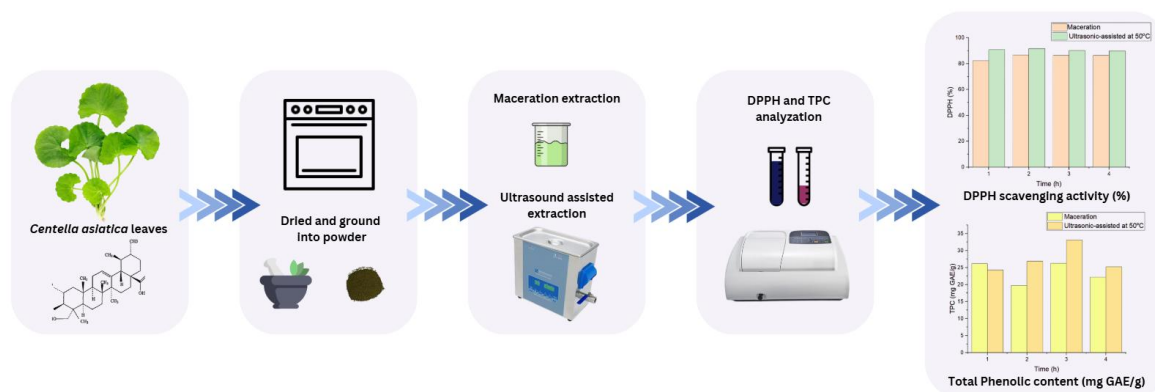 Centella asiatica leaves
Dried and ground
into powder
Maceration extraction
Ultrasound assisted
extraction
DPPH and TPC
analyzation
Maceration
Ultrasonic-assisted at 50°C
100
80
60
40
20
0
DPPH (%)
1 2 3 4
Time (h)
DPPH scavenging activity (%)
Maceration
Ultrasonic-assisted at 50°C
35
30
25
20
15
10
5
0
TPC (mg GAE/g)
1 2 3 4
Time (h)
Total Phenolic content (mg GAE/g)